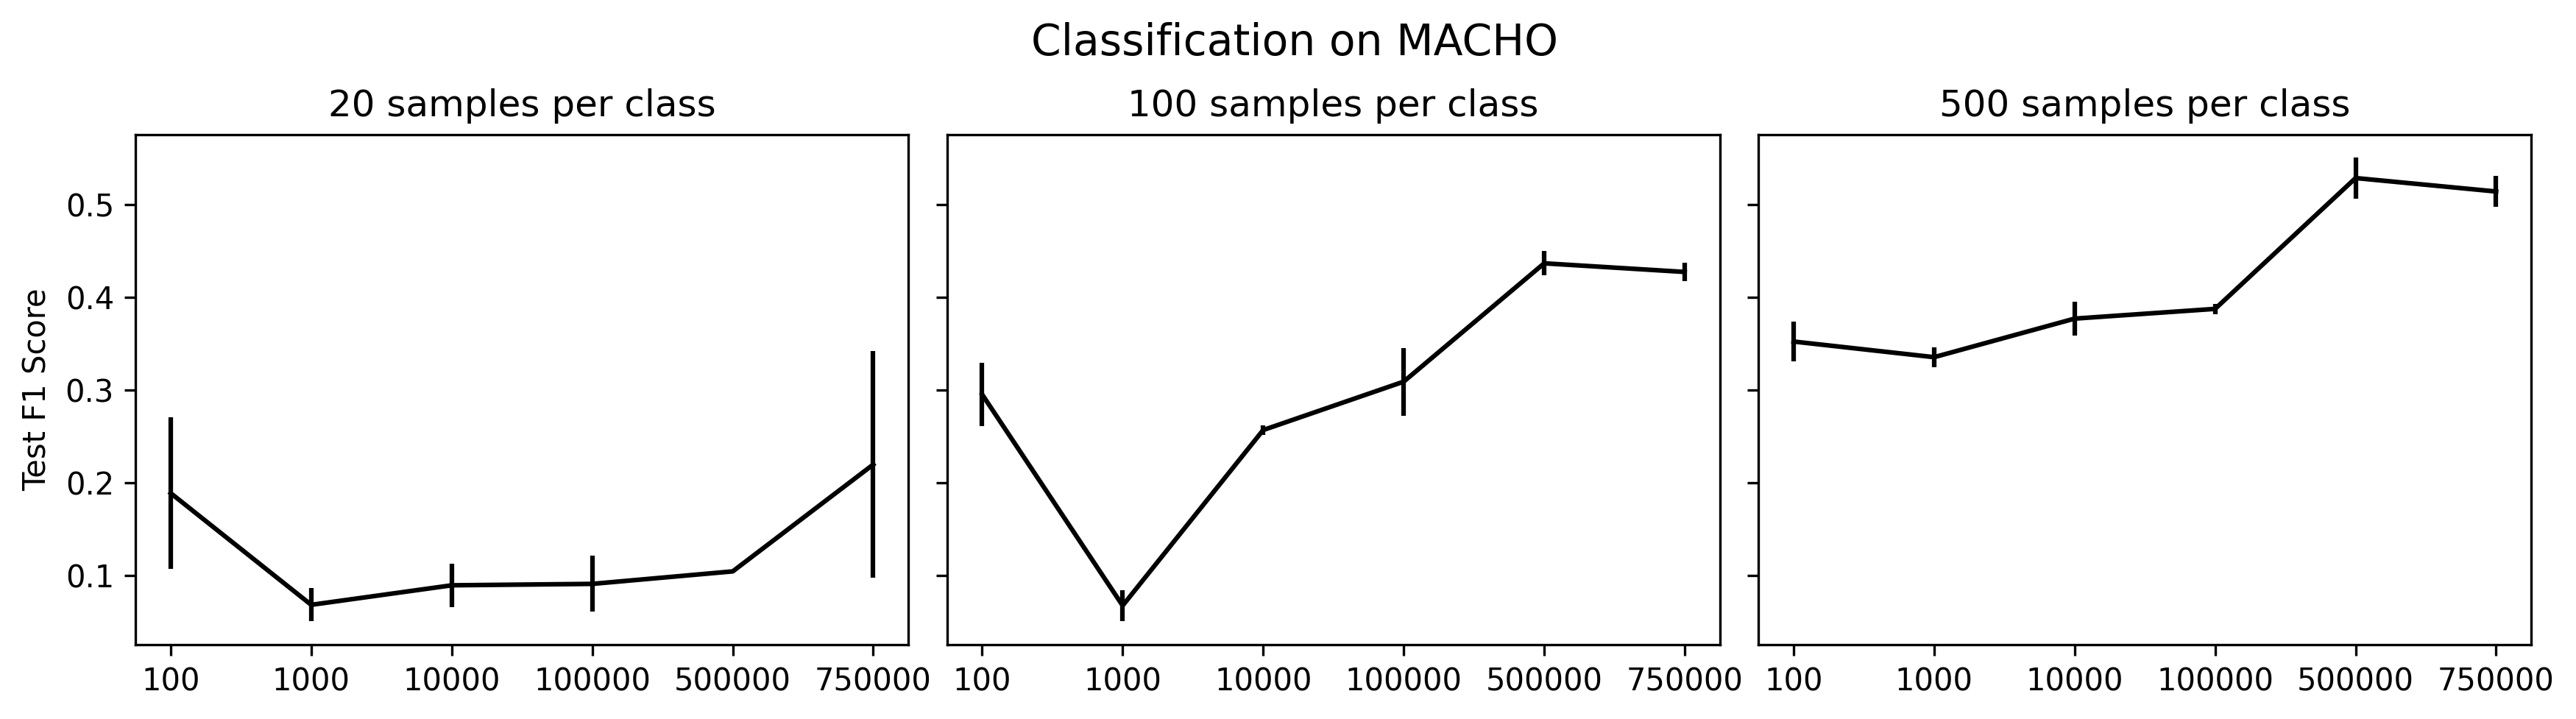 Classification on MACHO
20 samples per class
100 samples per class
500 samples per class
Test F1 Score
0.5
0.4
0.3
0.2
0.1
100 1000 10000 100000 500000 750000
100 1000 10000 100000 500000 750000
100 1000 10000 100000 500000 750000